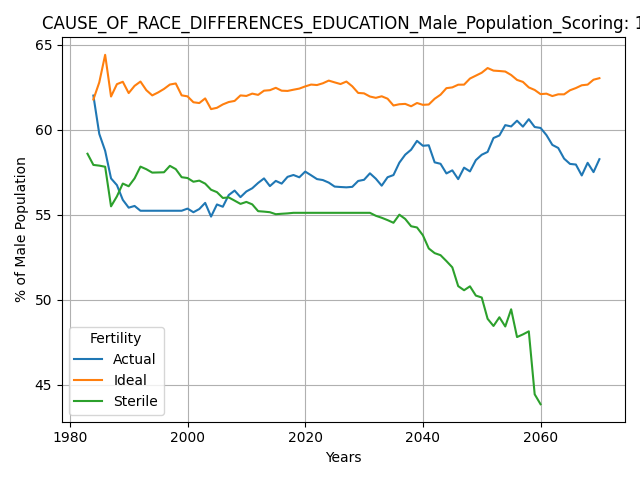 CAUSE_OF_RACE_DIFFERENCES_EDUCATION_Male_Population_Scoring: 1
65
60
55
50
45
% of Male Population
Fertility
Actual
Ideal
Sterile
1980 2000 2020 2040 2060
Years